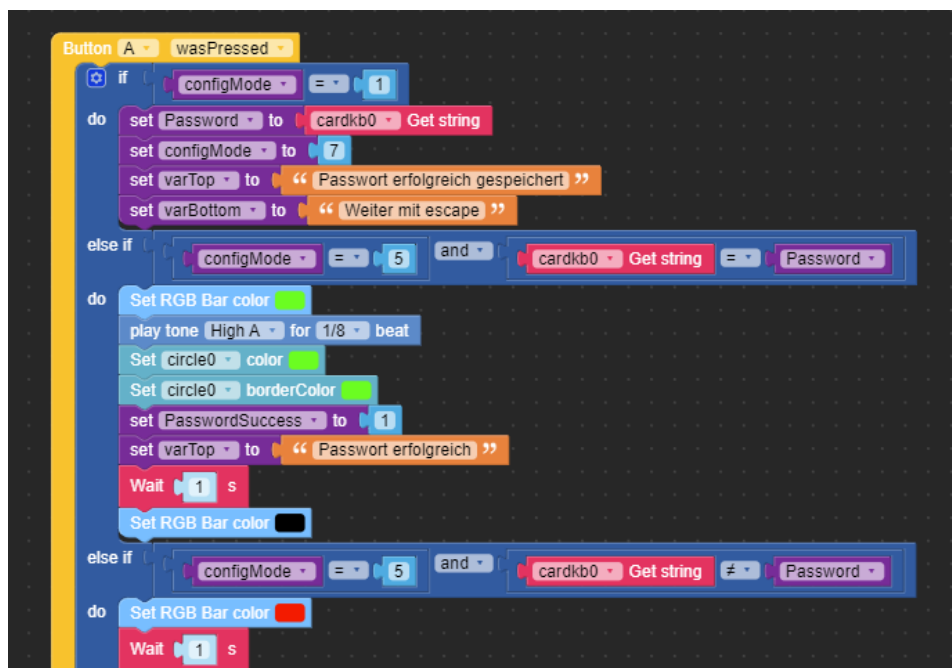 Button A wasPressed
if configMode = 1
do set Password to cardkb0 Get string
set configMode to 7
set varTop to “ Passwort erfolgreich gespeichert ”
set varBottom to “ Weiter mit escape ”
else if configMode = 5 and cardkb0 Get string = Password
do Set RGB Bar color
play tone High A for 1/8 beat
Set circle0 color
Set circle0 borderColor
set PasswordSuccess to 1
set varTop to “ Passwort erfolgreich ”
Wait 1 s
Set RGB Bar color
else if configMode = 5 and cardkb0 Get string ≠ Password
do Set RGB Bar color
Wait 1 s